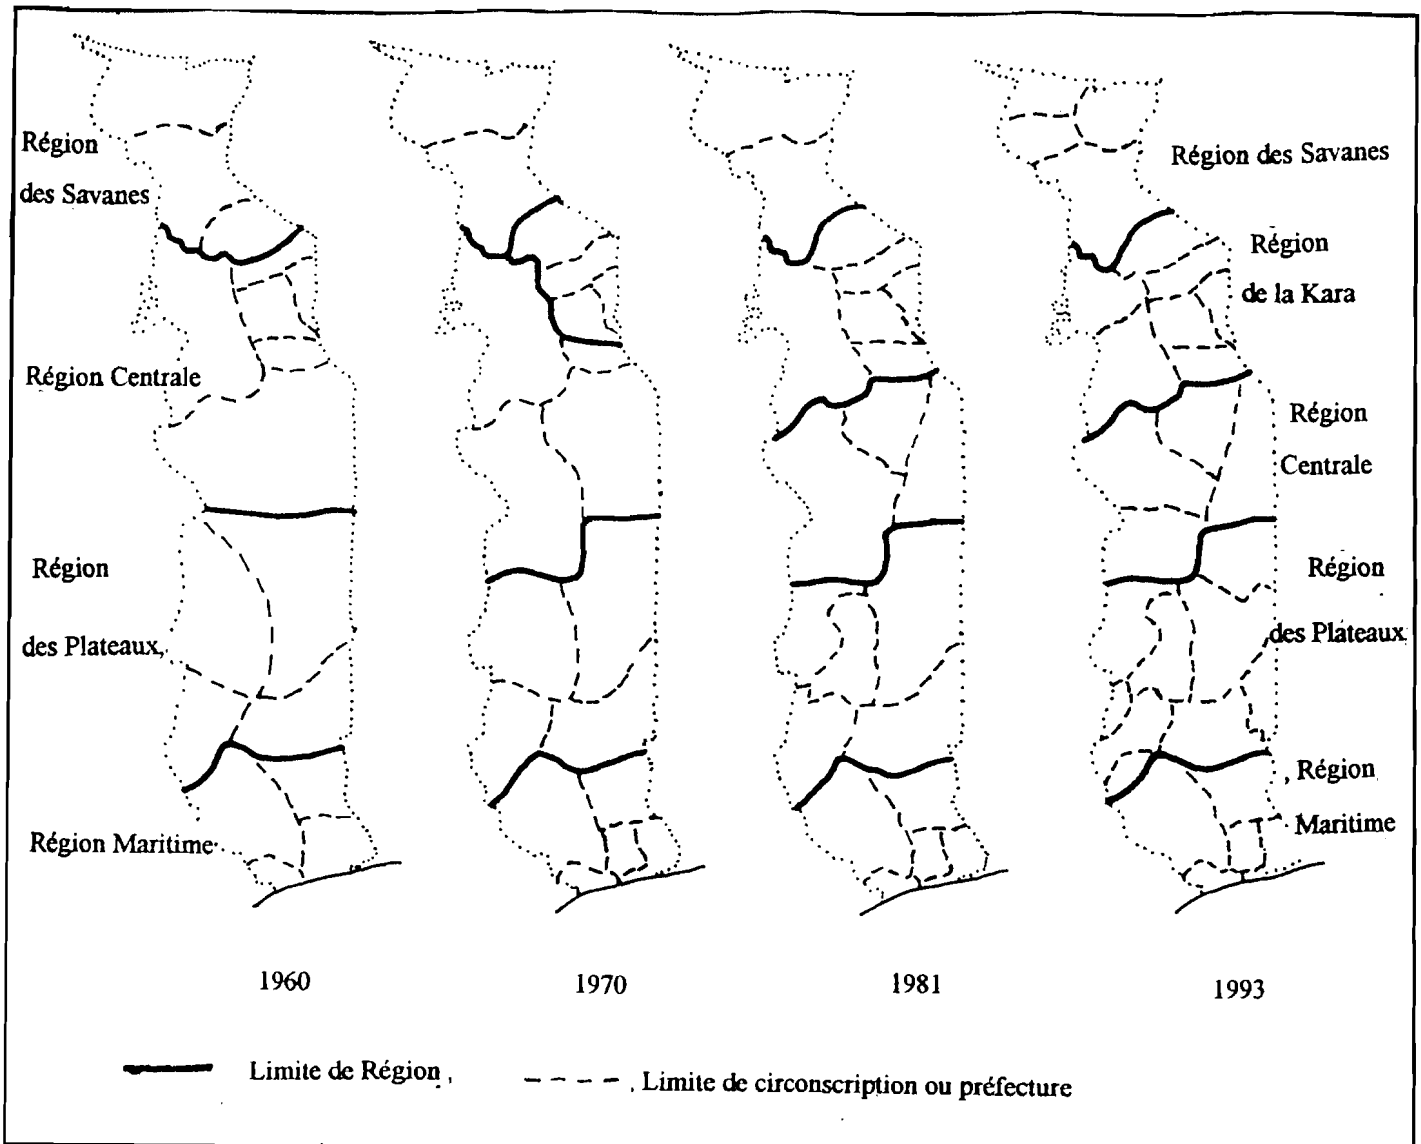 Région
des Savanes
Région Centrale
Région
des Plateaux
Région Maritime
Région des Savanes
Région
de la Kara
Région
Centrale
Région
des Plateaux
Région
Maritime
1960
1970
1981
1993
Limite de Région
Limite de circonscription ou préfecture